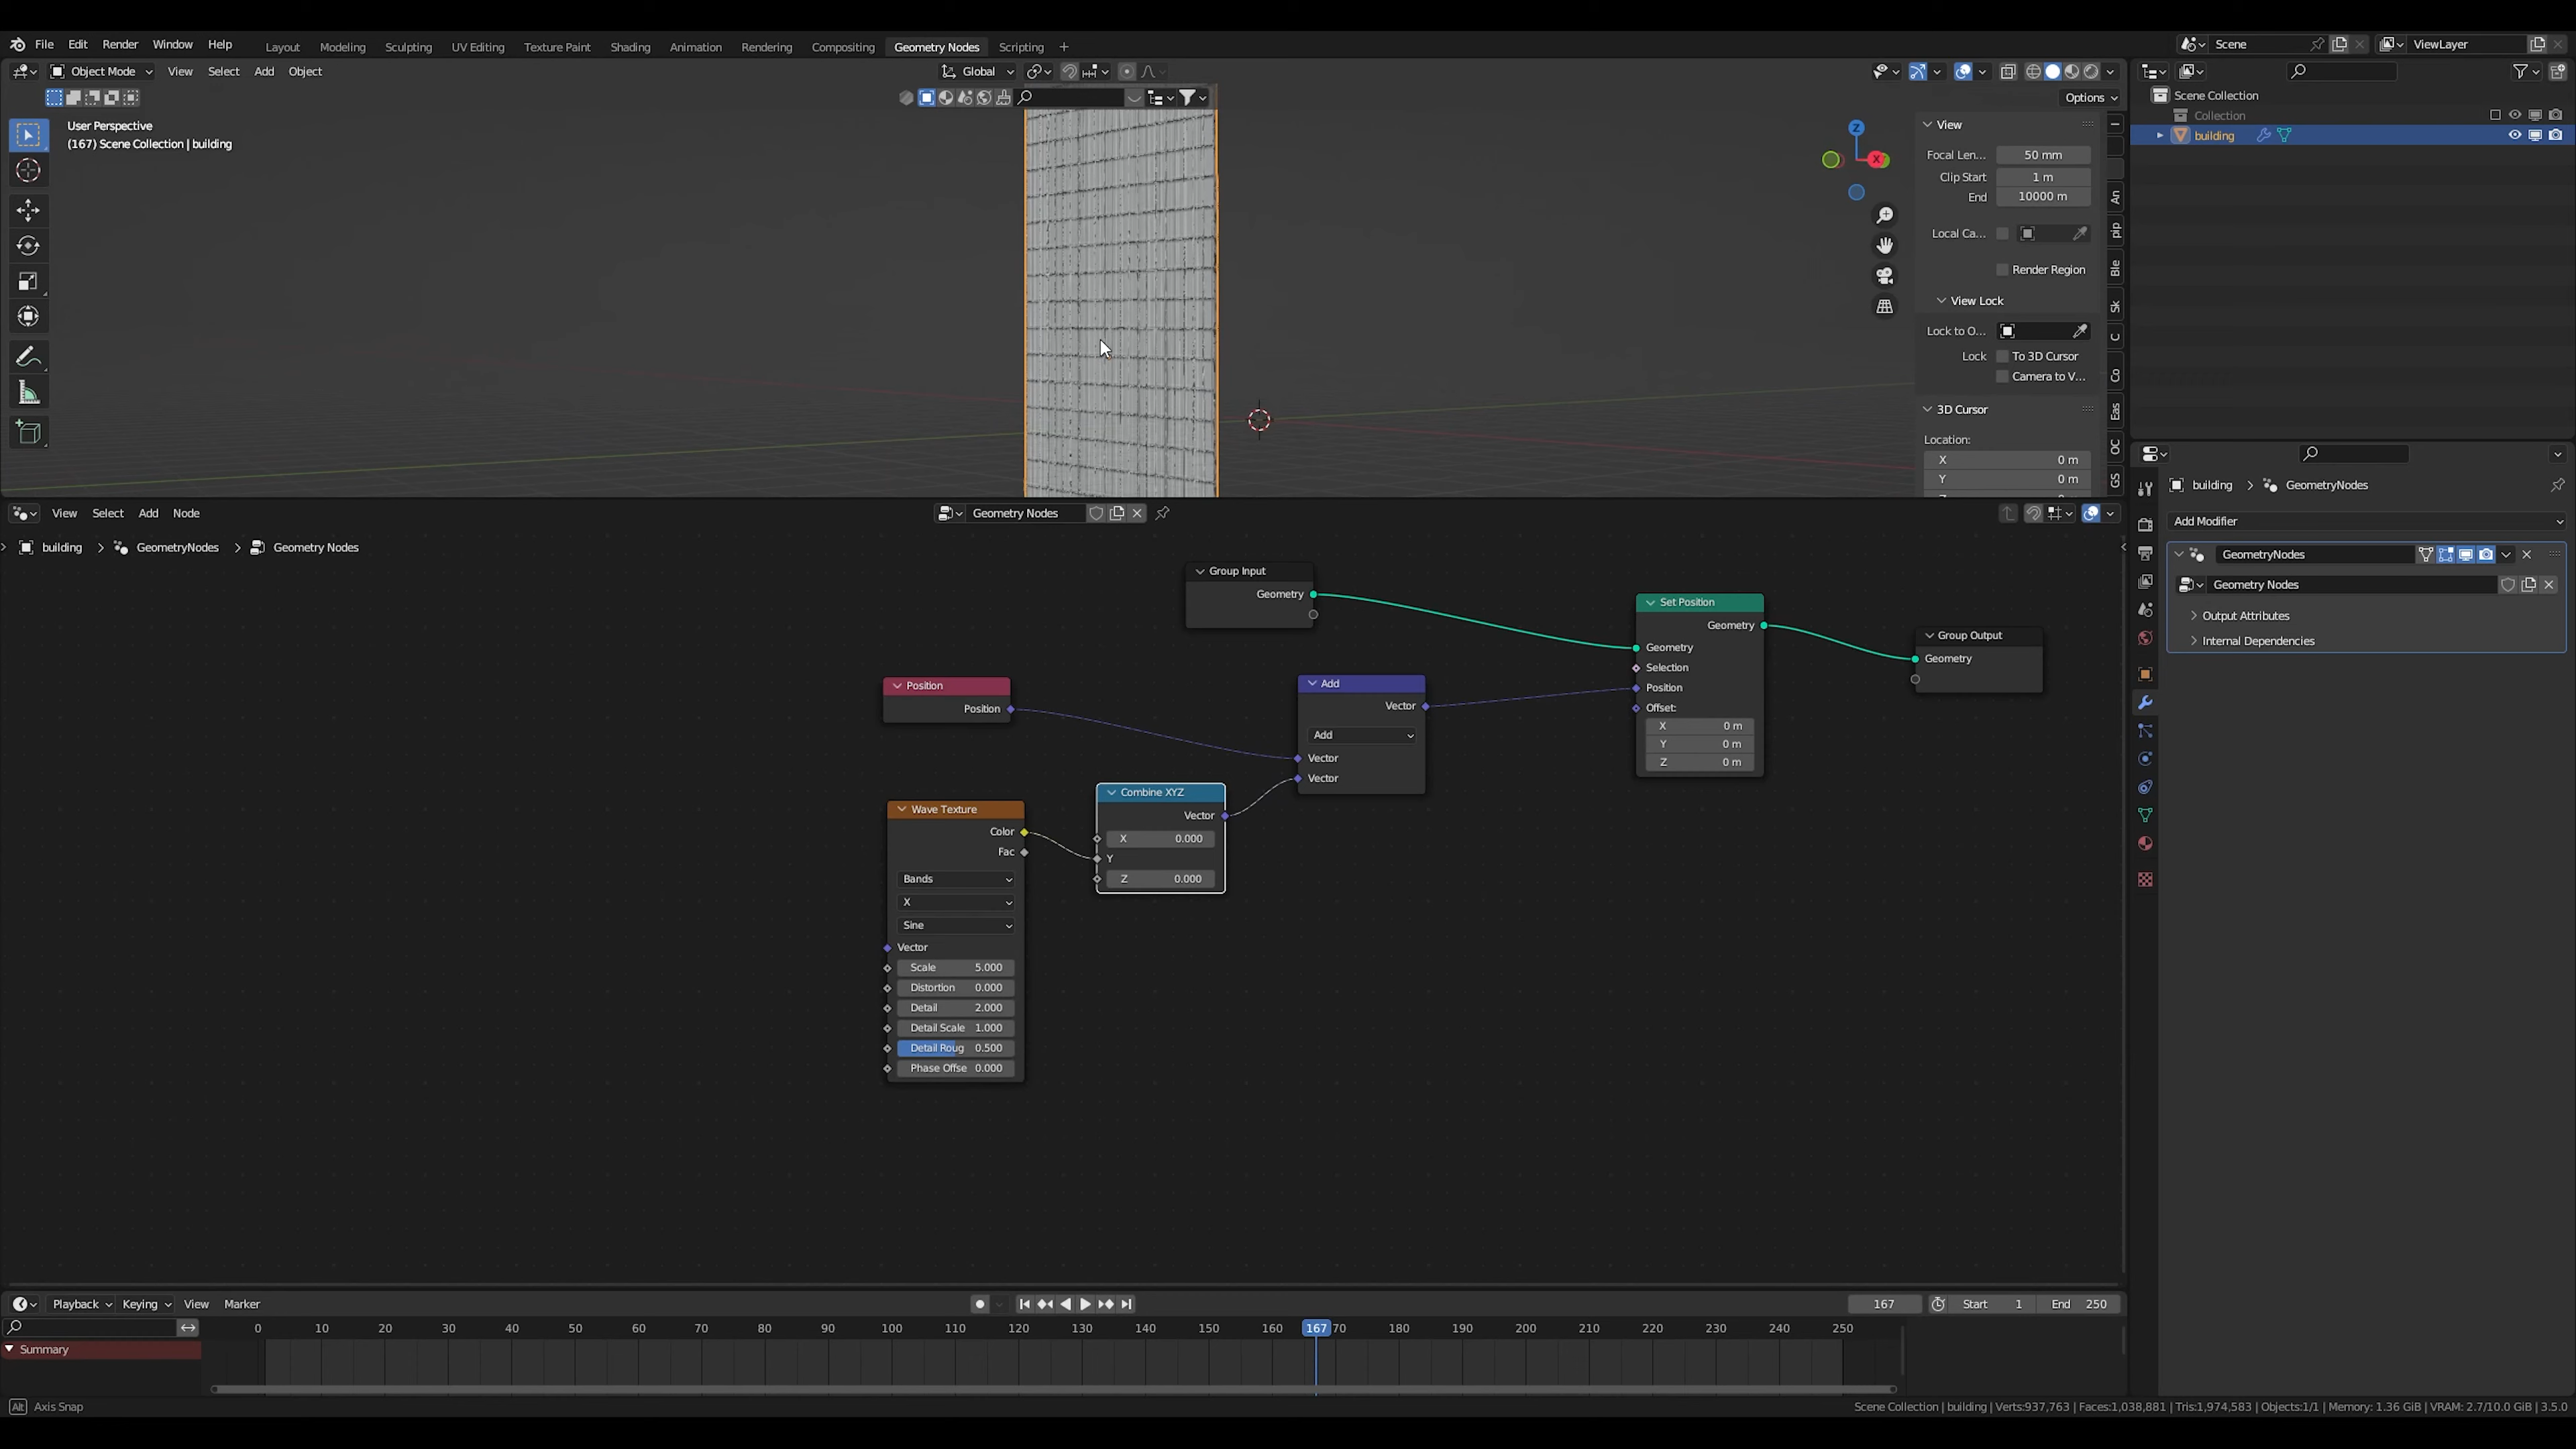 File Edit Render Window Help
Layout Modeling Sculpting UV Editing Texture Paint Shading Animation Rendering Compositing Geometry Nodes Scripting +
Scene
ViewLayer
Object Mode View Select Add Object
Global
Options
User Perspective
(167) Scene Collection | building
Z
X
View
Focal Len... 50 mm
Clip Start 1 m
End 10000 m
Local Ca...
Render Region
View Lock
Lock to O...
Lock To 3D Cursor
Camera to V...
3D Cursor
Location:
X 0 m
Y 0 m
An
pip
Ble
Sk
C
Co
Eas
OC
GS
Scene Collection
Collection
building
building > GeometryNodes
Add Modifier
GeometryNodes
Geometry Nodes
Output Attributes
Internal Dependencies
View Select Add Node
Geometry Nodes
building > GeometryNodes > Geometry Nodes
Group Input
Geometry
Set Position
Geometry
Geometry
Selection
Position
Offset:
X 0 m
Y 0 m
Z 0 m
Group Output
Geometry
Position
Position
Add
Vector
Add
Vector
Vector
Combine XYZ
Vector
X 0.000
Y
Z 0.000
Wave Texture
Color
Fac
Bands
X
Sine
Vector
Scale 5.000
Distortion 0.000
Detail 2.000
Detail Scale 1.000
Detail Roug 0.500
Phase Offse 0.000
Playback Keying View Marker
167 Start 1 End 250
0 10 20 30 40 50 60 70 80 90 100 110 120 130 140 150 160 167 70 180 190 200 210 220 230 240 250
Summary
Alt Axis Snap
Scene Collection | building | Verts:937,763 | Faces:1,038,881 | Tris:1,974,583 | Objects:1/1 | Memory: 1.36 GiB | VRAM: 2.7/10.0 GiB | 3.5.0